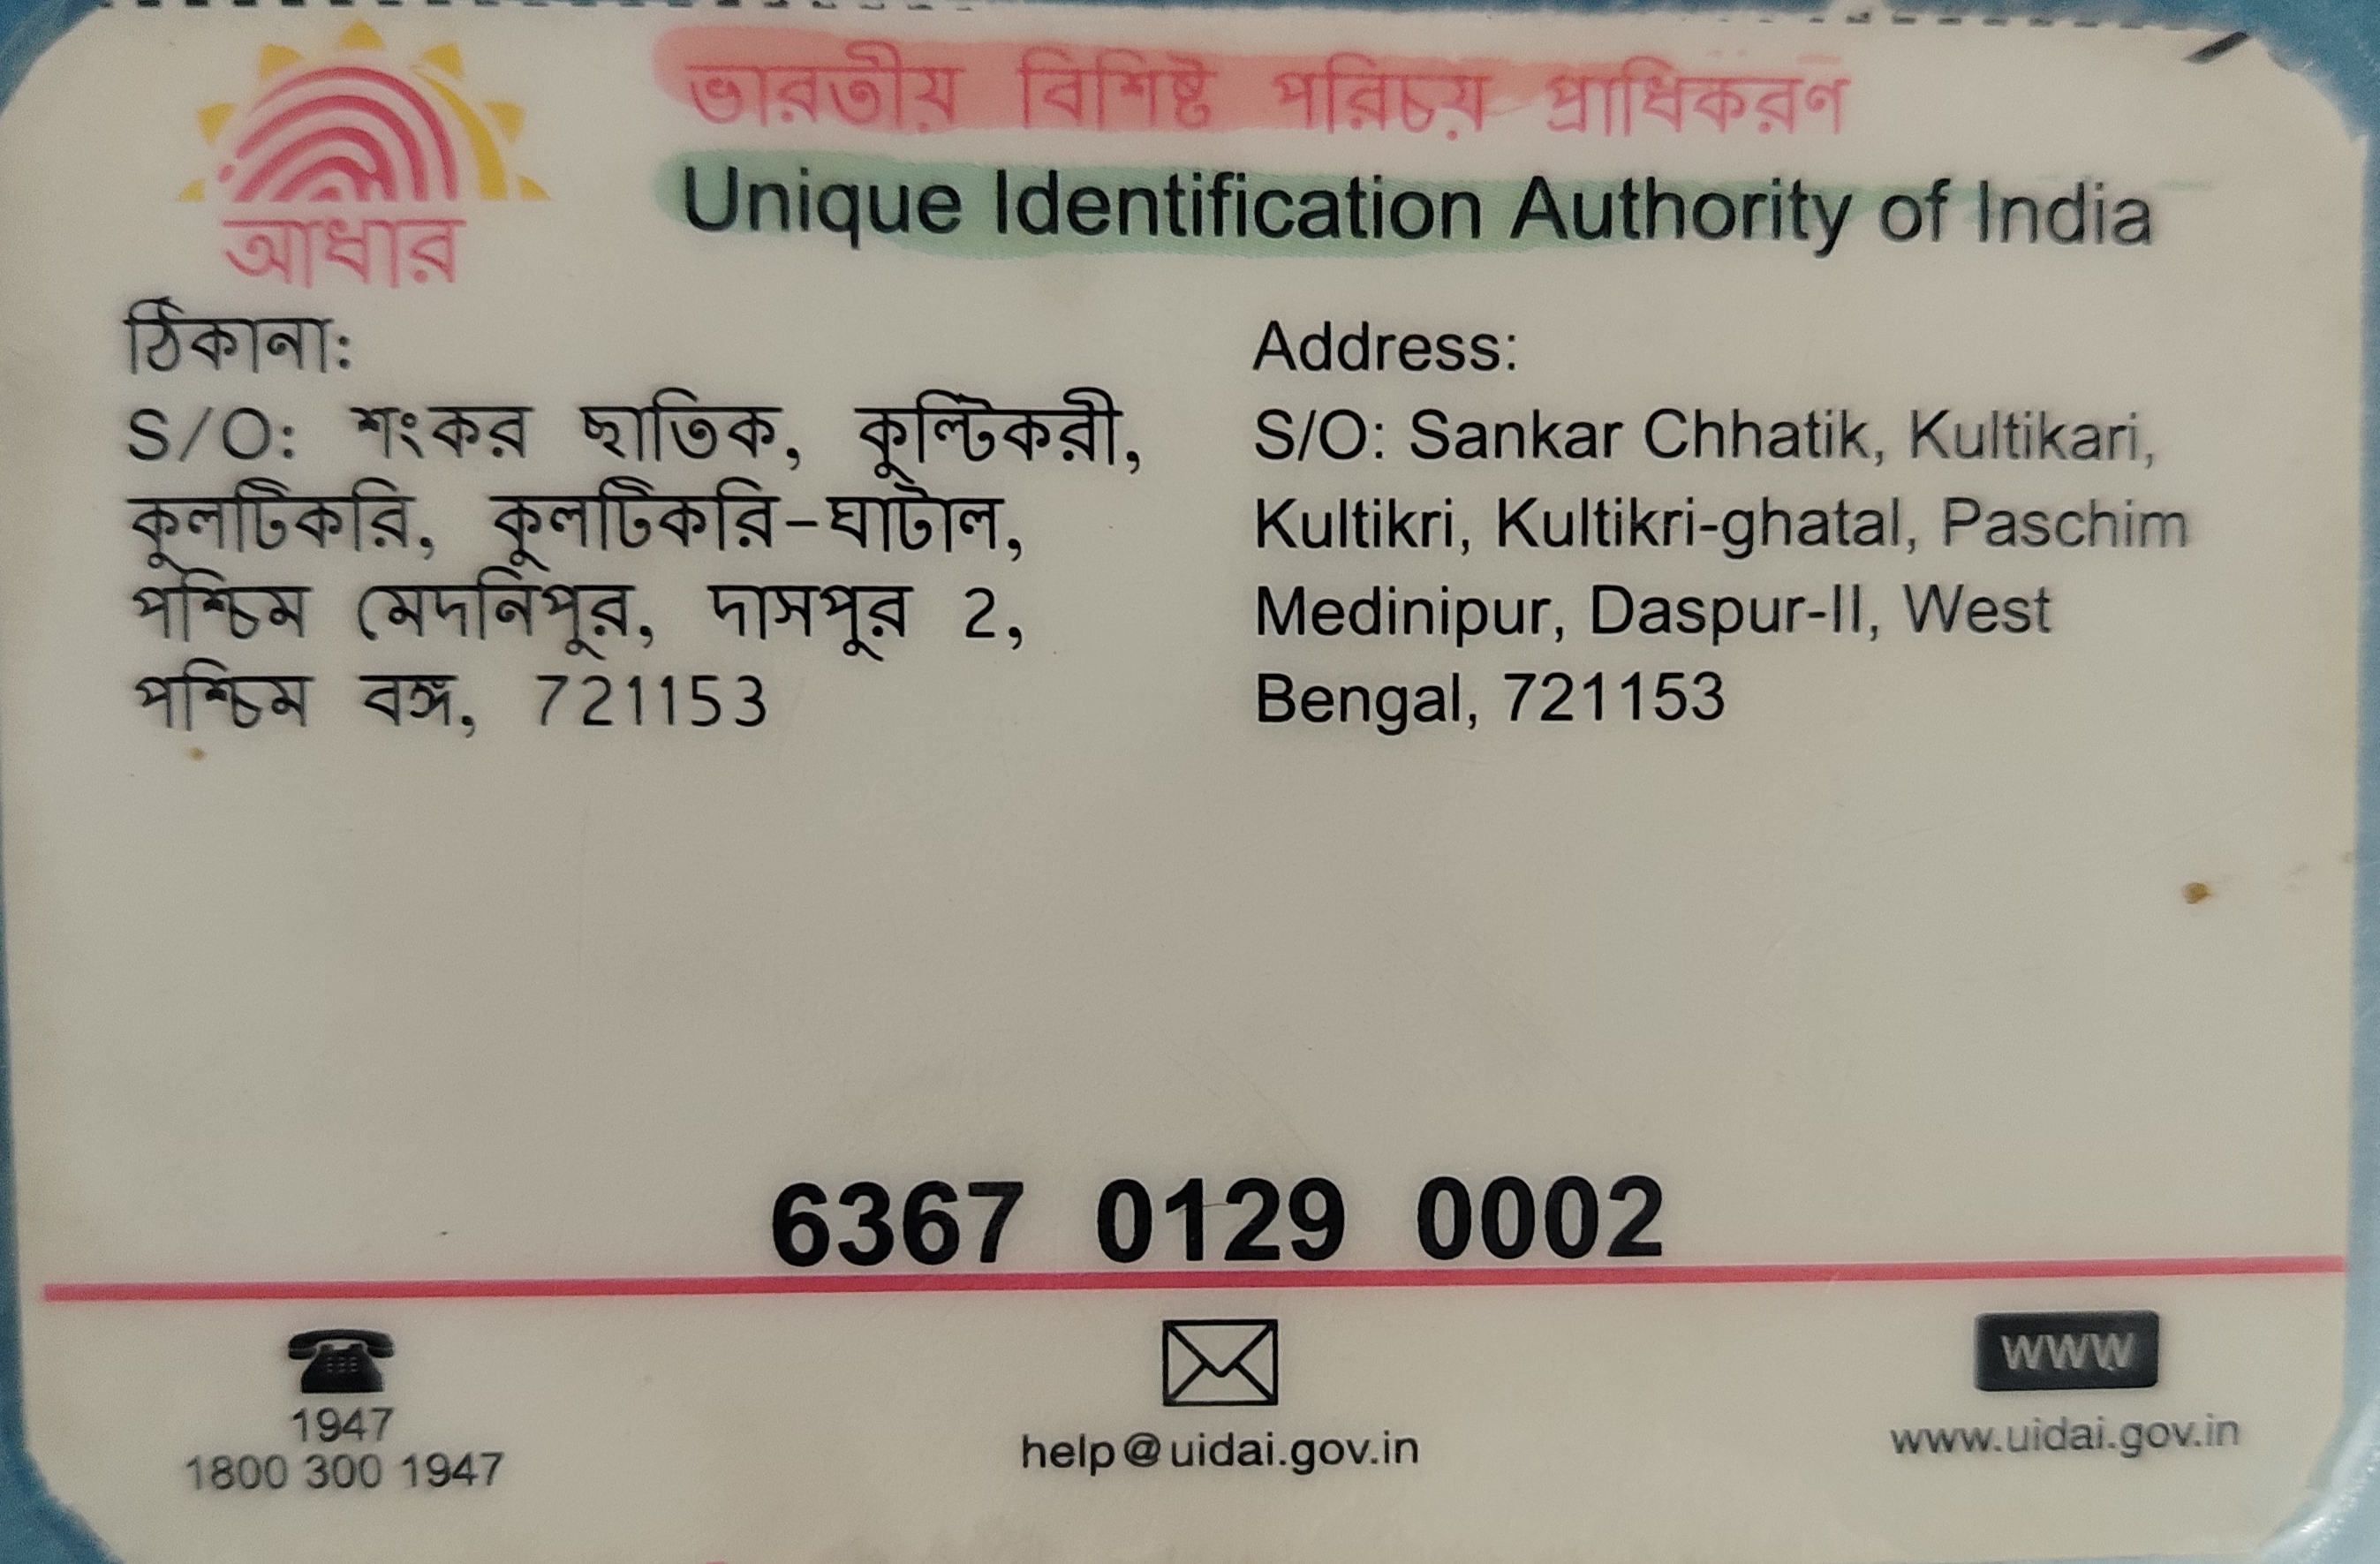 ভারতীয় বিশিষ্ট পরিচয় প্রাধিকরণ
Unique Identification Authority of India
আধার
ঠিকানা:
S/O: শংকর ছাতিক, কুল্টিকরী,
কুলটিকরি, কুলটিকরি-ঘাটাল,
পশ্চিম মেদনিপুর, দাসপুর 2,
পশ্চিম বঙ্গ, 721153
Address:
S/O: Sankar Chhatik, Kultikari,
Kultikri, Kultikri-ghatal, Paschim
Medinipur, Daspur-II, West
Bengal, 721153
6367 0129 0002
1947
1800 300 1947
help@uidai.gov.in
www
www.uidai.gov.in